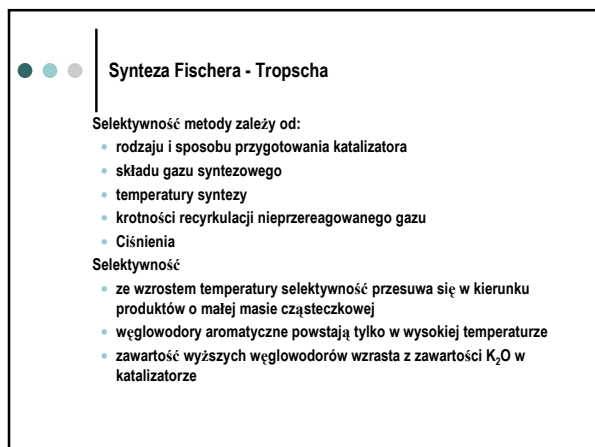 Synteza Fischera - Tropscha
Selektywność metody zależy od:
• rodzaju i sposobu przygotowania katalizatora
• składu gazu syntezowego
• temperatury syntezy
• krotności recyrkulacji nieprzereagowanego gazu
• Ciśnienia
Selektywność
• ze wzrostem temperatury selektywność przesuwa się w kierunku
produktów o małej masie cząsteczkowej
• węglowodory aromatyczne powstają tylko w wysokiej temperaturze
• zawartość wyższych węglowodorów wzrasta z zawartości K₂O w
katalizatorze